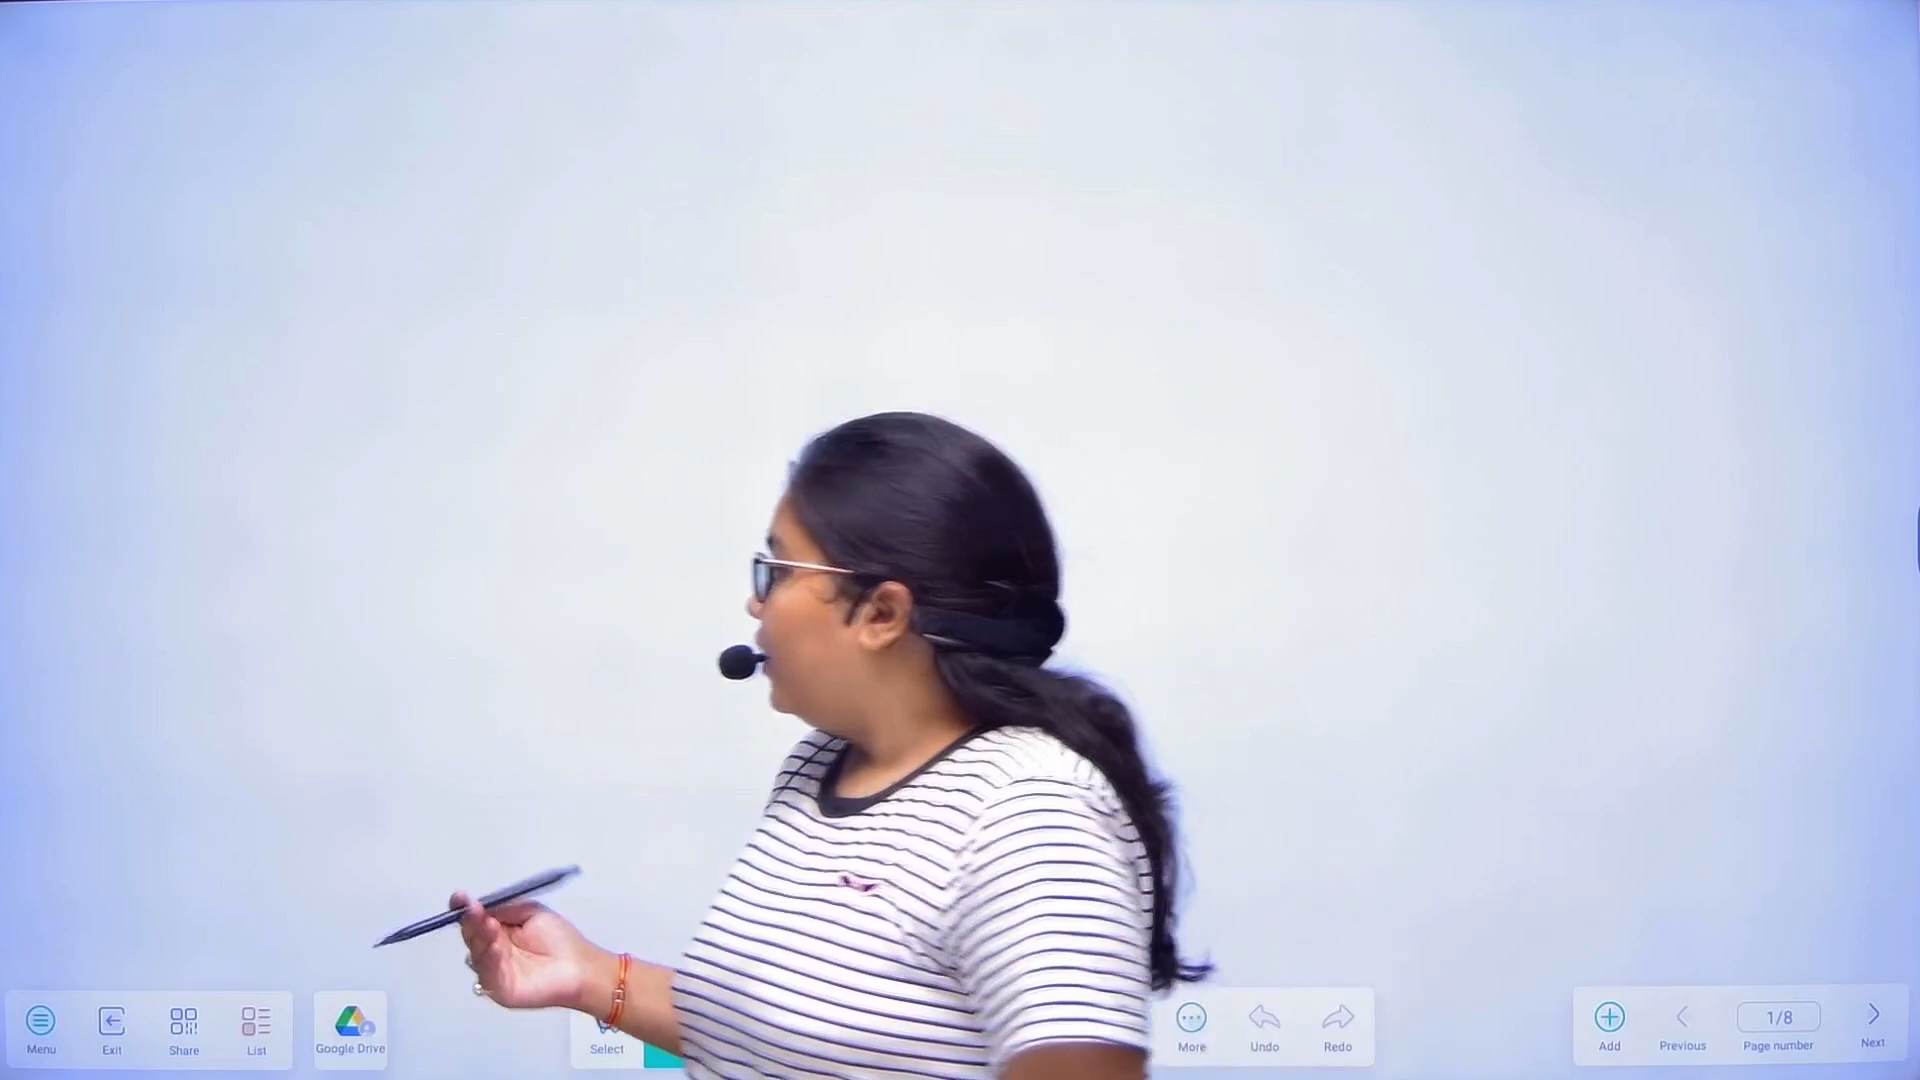 Menu
Exit
Share
List
Google Drive
Select
More
Undo
Redo
Add
Previous
1/8
Page number
Next